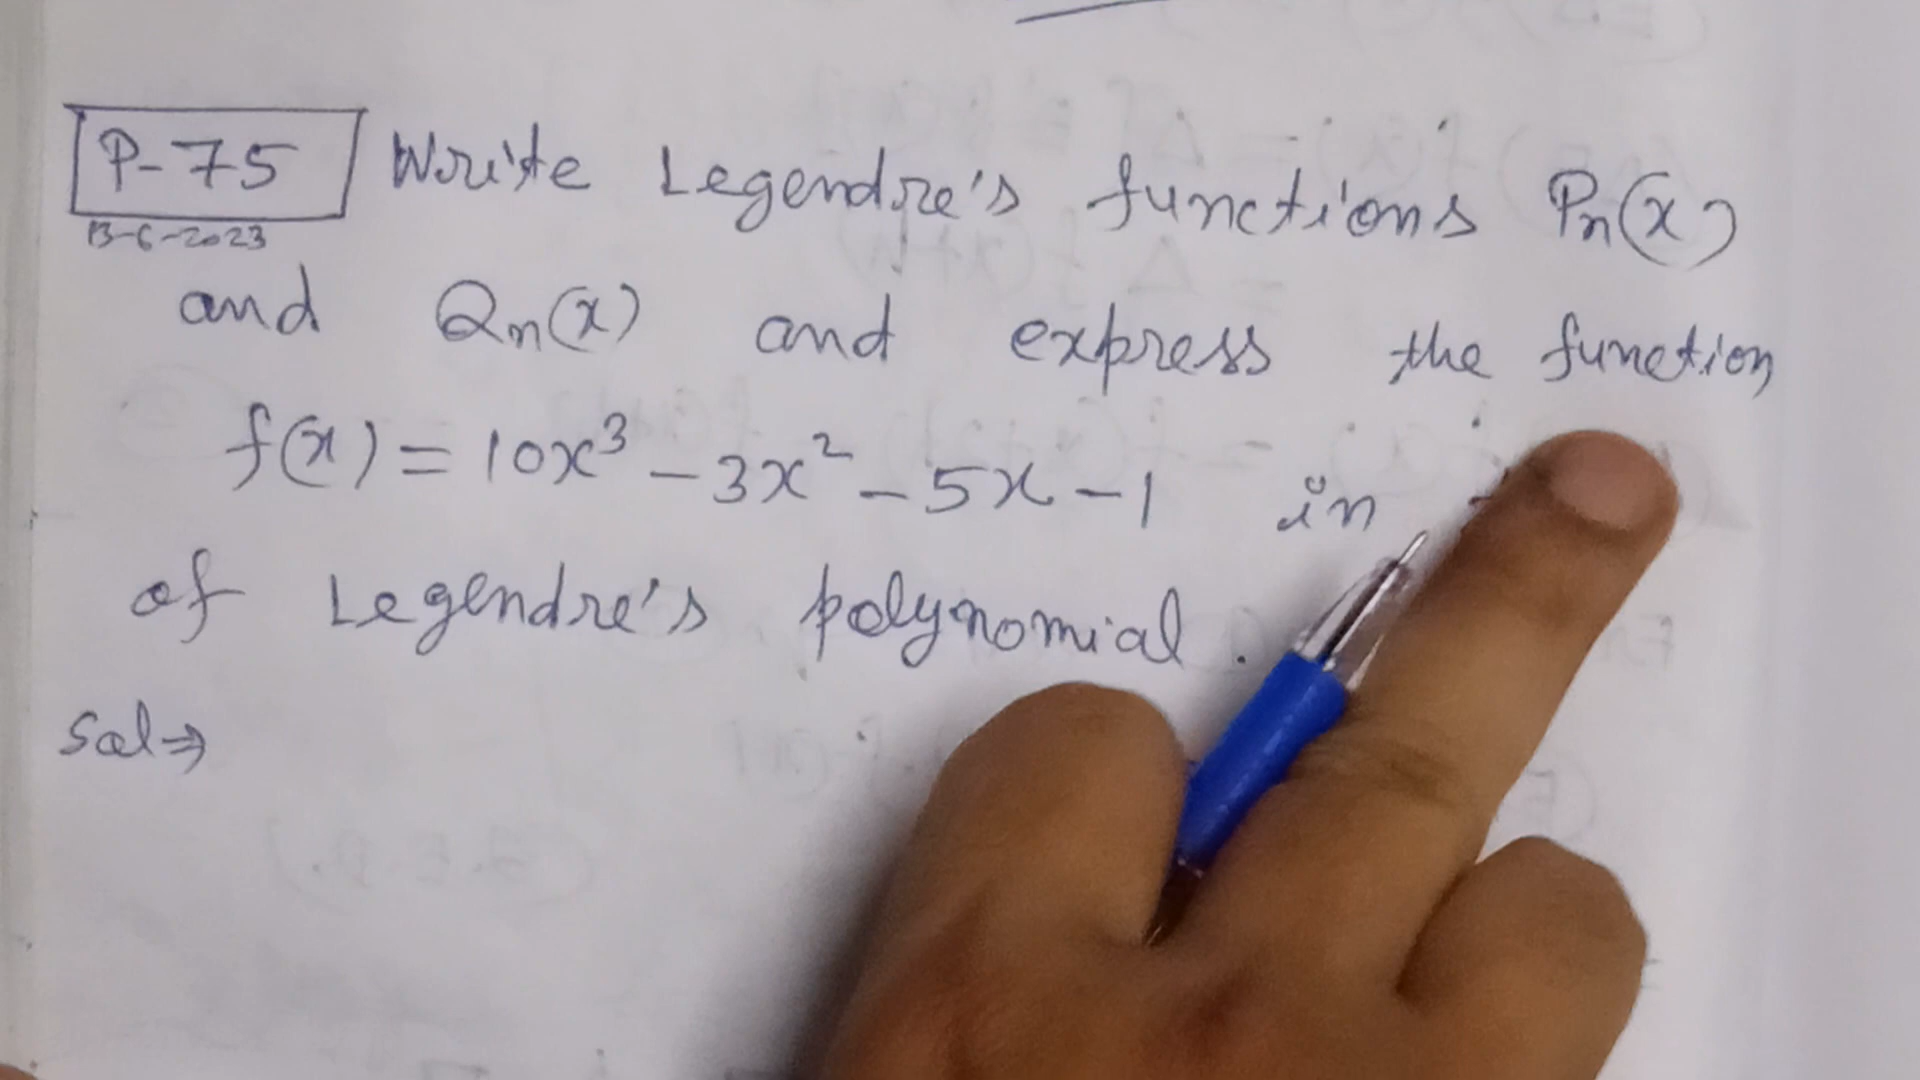 P-75 Write Legendre's functions Pn(x)
13-6-2023
and Qn(x) and express the function
f(x) = 10x³ - 3x² - 5x - 1 in
of Legendre's polynomial.
Sol⇒